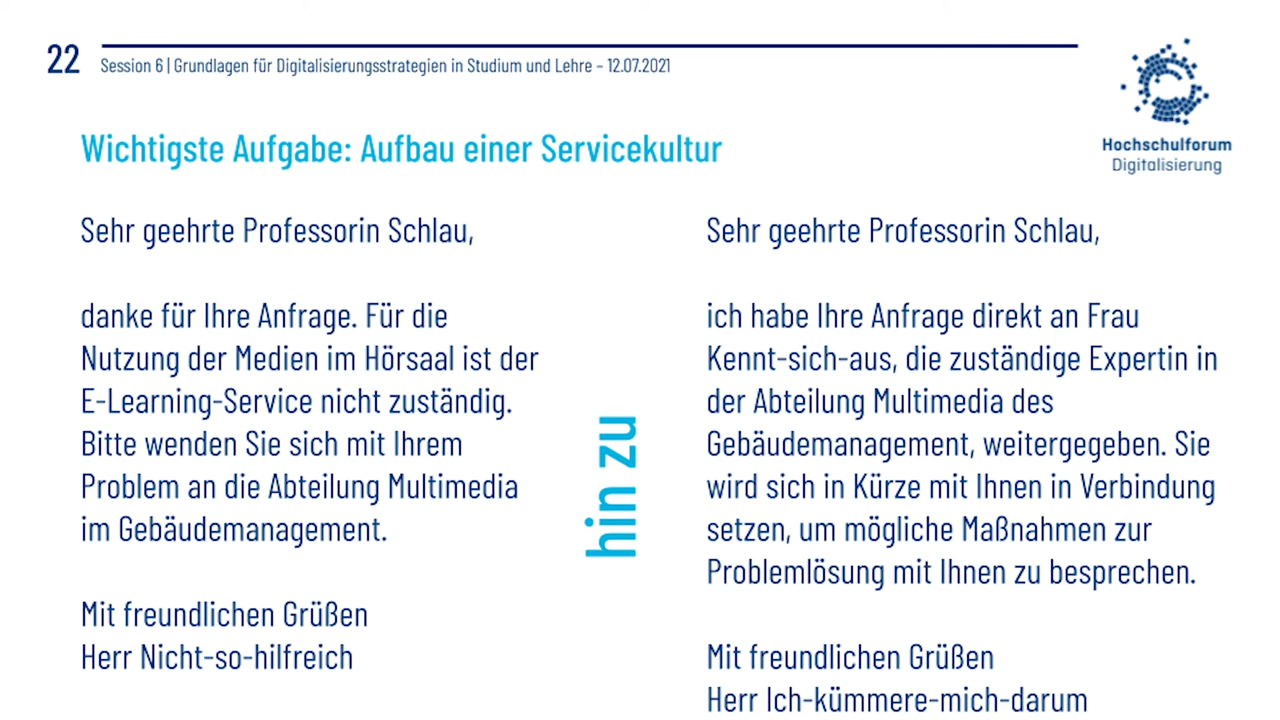 22
Session 6 | Grundlagen für Digitalisierungsstrategien in Studium und Lehre – 12.07.2021
Hochschulforum
Digitalisierung
Wichtigste Aufgabe: Aufbau einer Servicekultur
Sehr geehrte Professorin Schlau,
danke für Ihre Anfrage. Für die
Nutzung der Medien im Hörsaal ist der
E-Learning-Service nicht zuständig.
Bitte wenden Sie sich mit Ihrem
Problem an die Abteilung Multimedia
im Gebäudemanagement.
Mit freundlichen Grüßen
Herr Nicht-so-hilfreich
hin zu
Sehr geehrte Professorin Schlau,
ich habe Ihre Anfrage direkt an Frau
Kennt-sich-aus, die zuständige Expertin in
der Abteilung Multimedia des
Gebäudemanagement, weitergegeben. Sie
wird sich in Kürze mit Ihnen in Verbindung
setzen, um mögliche Maßnahmen zur
Problemlösung mit Ihnen zu besprechen.
Mit freundlichen Grüßen
Herr Ich-kümmere-mich-darum